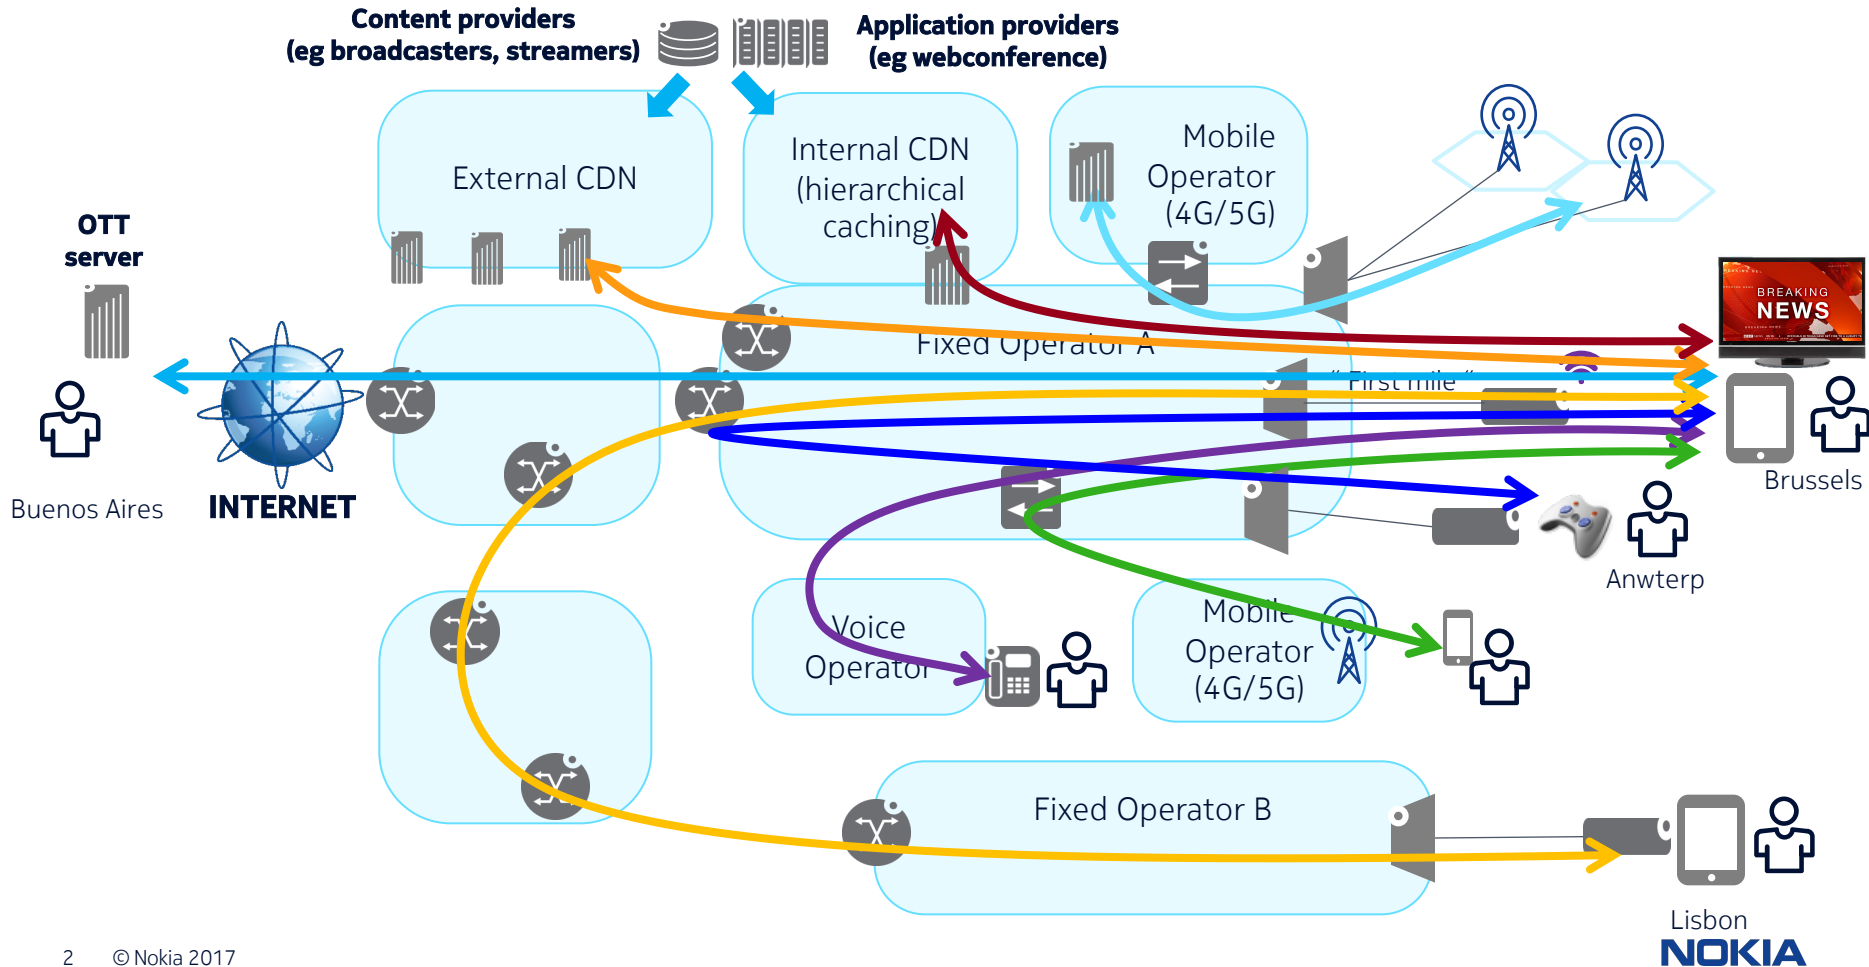 Content providers
(eg broadcasters, streamers)
Application providers
(eg webconference)
External CDN
Internal CDN
(hierarchical
caching)
Mobile
Operator
(4G/5G)
OTT
server
BREAKING
NEWS
Fixed Operator A
“ First mile “
Buenos Aires
INTERNET
Brussels
Anwterp
Voice
Operator
Mobile
Operator
(4G/5G)
Fixed Operator B
Lisbon
2 © Nokia 2017
NOKIA